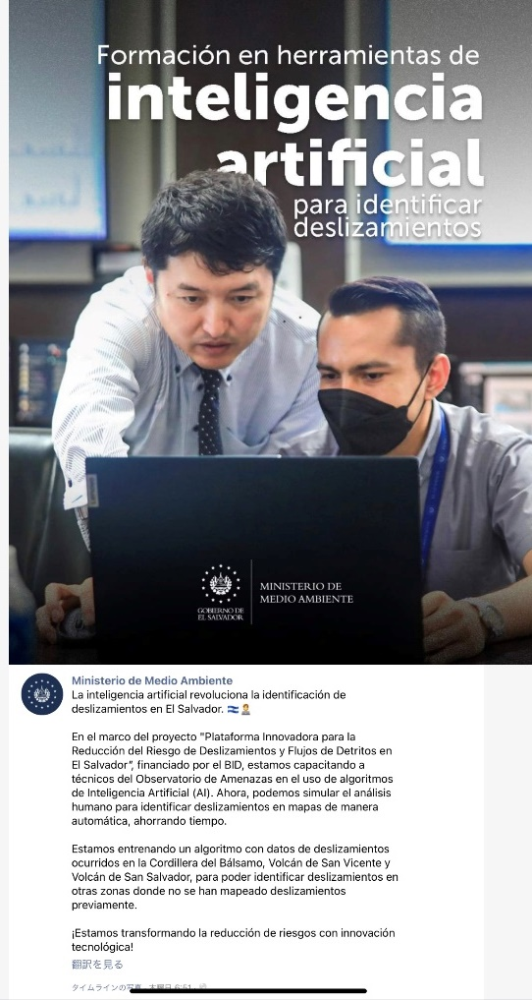 Formación en herramientas de
inteligencia
artificial
para identificar
deslizamientos
GOBIERNO DE
EL SALVADOR
MINISTERIO DE
MEDIO AMBIENTE
Ministerio de Medio Ambiente
La inteligencia artificial revoluciona la identificación de
deslizamientos en El Salvador.
En el marco del proyecto "Plataforma Innovadora para la
Reducción del Riesgo de Deslizamientos y Flujos de Detritos en
El Salvador", financiado por el BID, estamos capacitando a
técnicos del Observatorio de Amenazas en el uso de algoritmos
de Inteligencia Artificial (AI). Ahora, podemos simular el análisis
humano para identificar deslizamientos en mapas de manera
automática, ahorrando tiempo.
Estamos entrenando un algoritmo con datos de deslizamientos
ocurridos en la Cordillera del Bálsamo, Volcán de San Vicente y
Volcán de San Salvador, para poder identificar deslizamientos en
otras zonas donde no se han mapeado deslizamientos
previamente.
¡Estamos transformando la reducción de riesgos con innovación
tecnológica!
翻訳を見る
タイムラインの写真